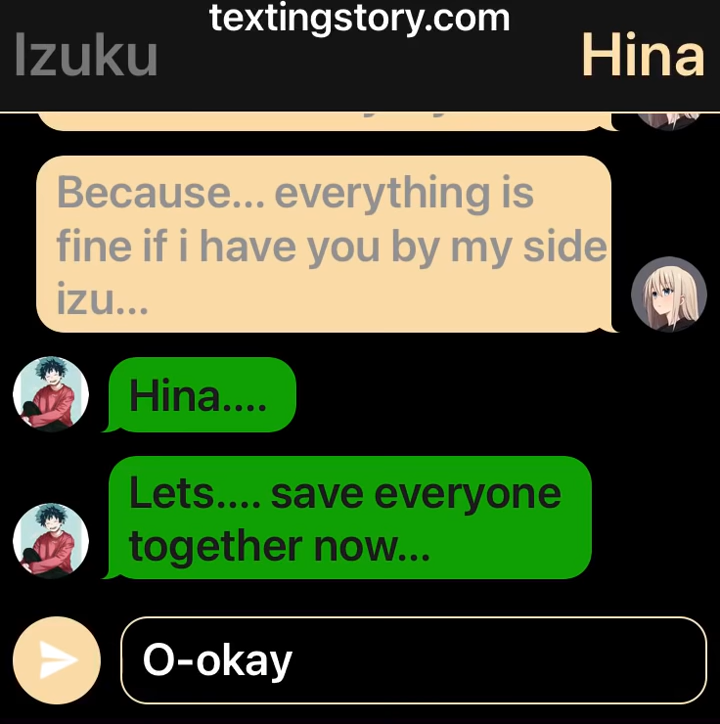 textingstory.com
Izuku
Hina
Because... everything is
fine if i have you by my side
izu...
Hina....
Lets.... save everyone
together now...
O-okay